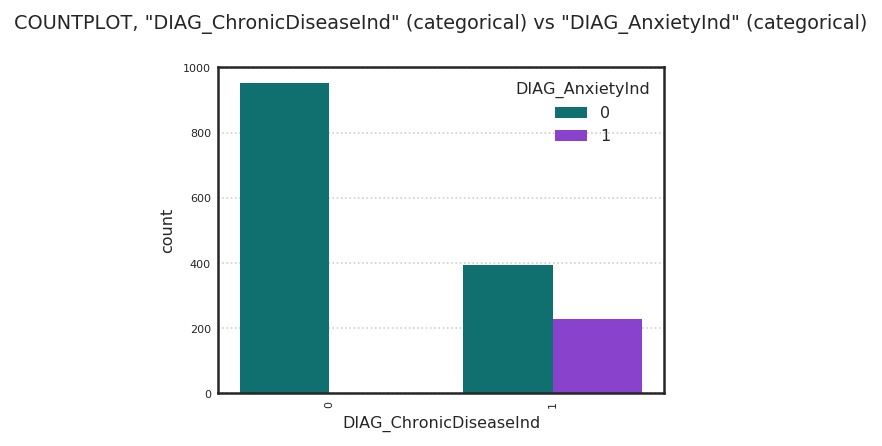 COUNTPLOT, "DIAG_ChronicDiseaseInd" (categorical) vs "DIAG_AnxietyInd" (categorical)
1000
800
600
400
200
0
count
DIAG_AnxietyInd
0
1
0
1
DIAG_ChronicDiseaseInd